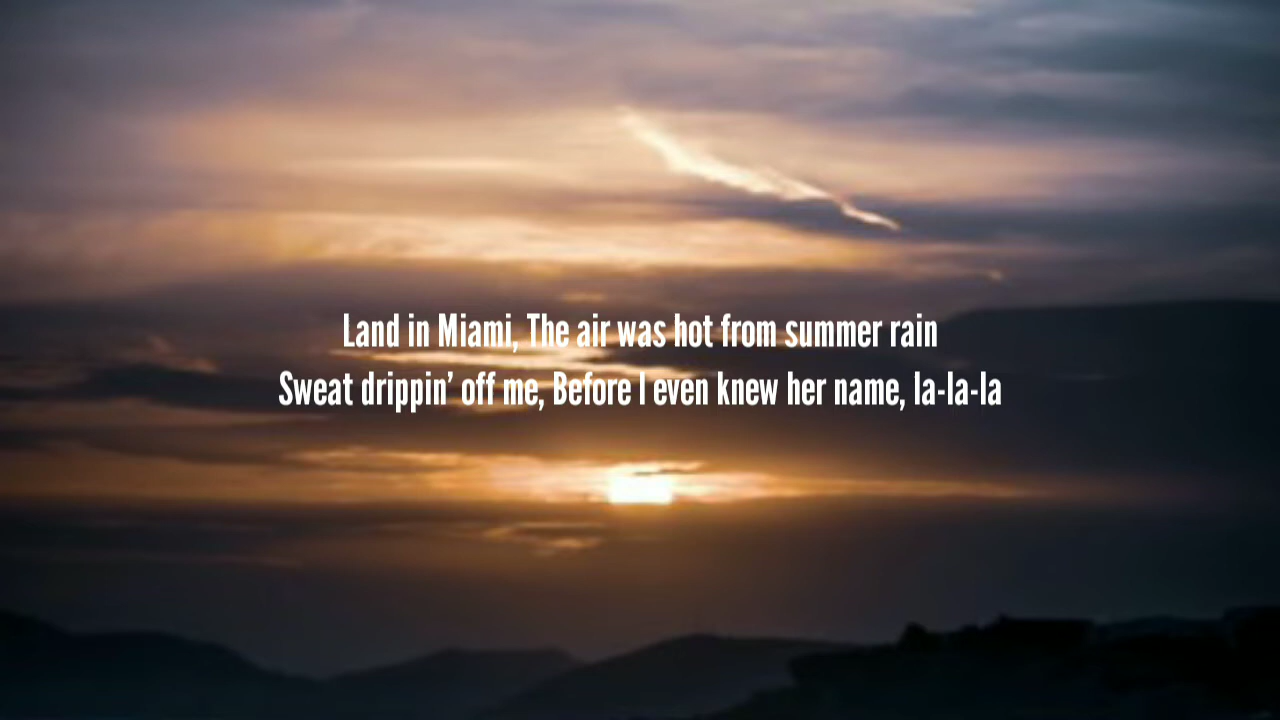 Land in Miami, The air was hot from summer rain
Sweat drippin’ off me, Before I even knew her name, la-la-la